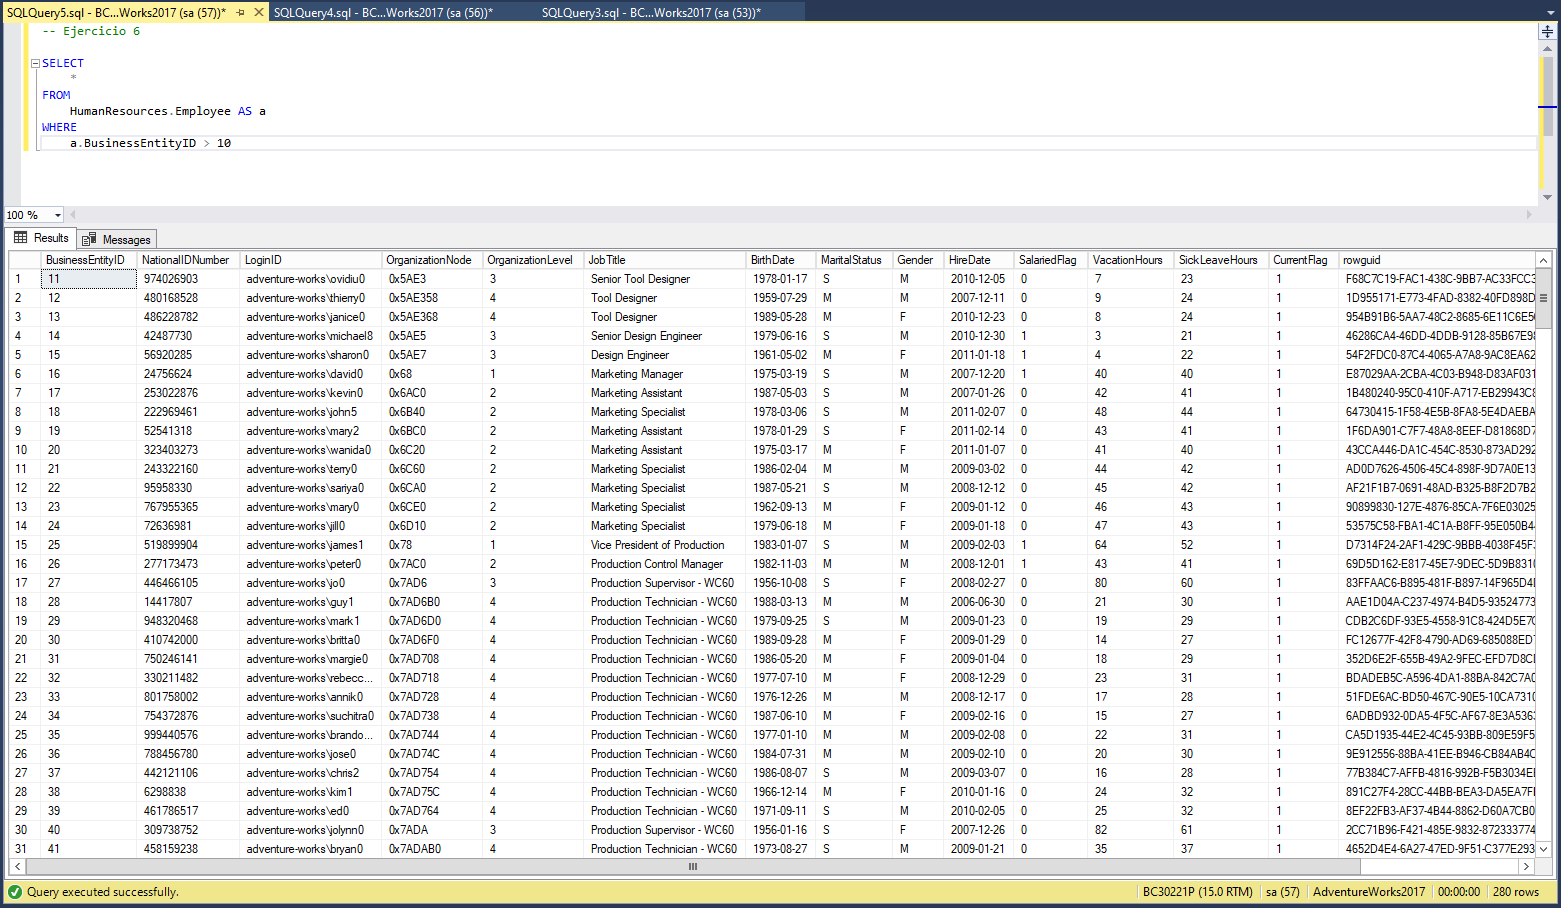 SQLQuery5.sql - BC...Works2017 (sa (57))* SQLQuery4.sql - BC...Works2017 (sa (56))* SQLQuery3.sql - BC...Works2017 (sa (53))*
-- Ejercicio 6
SELECT
*
FROM
HumanResources.Employee AS a
WHERE
a.BusinessEntityID > 10
100 %
Results Messages
BusinessEntityID NationalIDNumber LoginID OrganizationNode OrganizationLevel JobTitle BirthDate MaritalStatus Gender HireDate SalariedFlag VacationHours SickLeaveHours CurrentFlag rowguid
1 11 974026903 adventure-works\ovidiu0 0x5AE3 3 Senior Tool Designer 1978-01-17 S M 2010-12-05 0 7 23 1 F68C7C19-FAC1-438C-9BB7-AC33FCC3
2 12 480168528 adventure-works\thierry0 0x5AE358 4 Tool Designer 1959-07-29 M M 2007-12-11 0 9 24 1 1D955171-E773-4FAD-8382-40FD898D
3 13 486228782 adventure-works\janice0 0x5AE368 4 Tool Designer 1989-05-28 M F 2010-12-23 0 8 24 1 954B91B6-5AA7-48C2-8685-6E11C6E5
4 14 42487730 adventure-works\michael8 0x5AE5 3 Senior Design Engineer 1979-06-16 S M 2010-12-30 1 3 21 1 46286CA4-46DD-4DDB-9128-85B67E98
5 15 56920285 adventure-works\sharon0 0x5AE7 3 Design Engineer 1961-05-02 M F 2011-01-18 1 4 22 1 54F2FDC0-87C4-4065-A7A8-9AC8EA62
6 16 24756624 adventure-works\david0 0x68 1 Marketing Manager 1975-03-19 S M 2007-12-20 1 40 40 1 E87029AA-2CBA-4C03-B948-D83AF031
7 17 253022876 adventure-works\kevin0 0x6AC0 2 Marketing Assistant 1987-05-03 S M 2007-01-26 0 42 41 1 1B480240-95C0-410F-A717-EB29943C8
8 18 222969461 adventure-works\john5 0x6B40 2 Marketing Specialist 1978-03-06 S M 2011-02-07 0 48 44 1 64730415-1F58-4E5B-8FA8-5E4DAEBA
9 19 52541318 adventure-works\mary2 0x6BC0 2 Marketing Assistant 1978-01-29 S F 2011-02-14 0 43 41 1 1F6DA901-C7F7-48A8-8EEF-D81868D7
10 20 323403273 adventure-works\wanida0 0x6C20 2 Marketing Assistant 1975-03-17 M F 2011-01-07 0 41 40 1 43CCA446-DA1C-454C-8530-873AD292
11 21 243322160 adventure-works\terry0 0x6C60 2 Marketing Specialist 1986-02-04 M M 2009-03-02 0 44 42 1 AD0D7626-4506-45C4-898F-9D7A0E13
12 22 95958330 adventure-works\sariya0 0x6CA0 2 Marketing Specialist 1987-05-21 S M 2008-12-12 0 45 42 1 AF21F1B7-0691-48AD-B325-B8F2D7B2
13 23 767955365 adventure-works\mary0 0x6CE0 2 Marketing Specialist 1962-09-13 M F 2009-01-12 0 46 43 1 90899830-127E-4876-85CA-7F6E03025
14 24 72636981 adventure-works\jill0 0x6D10 2 Marketing Specialist 1979-06-18 M F 2009-01-18 0 47 43 1 53575C58-FBA1-4C1A-B8FF-95E050B4
15 25 519899904 adventure-works\james1 0x78 1 Vice President of Production 1983-01-07 S M 2009-02-03 1 64 52 1 D7314F24-2AF1-429C-9BBB-4038F45F
16 26 277173473 adventure-works\peter0 0x7AC0 2 Production Control Manager 1982-11-03 M M 2008-12-01 1 43 41 1 69D5D162-E817-45E7-9DEC-5D9B8310
17 27 446466105 adventure-works\jo0 0x7AD6 3 Production Supervisor - WC60 1956-10-08 S F 2008-02-27 0 80 60 1 83FFAAC6-B895-481F-B897-14F965D4
18 28 14417807 adventure-works\guy1 0x7AD6B0 4 Production Technician - WC60 1988-03-13 M M 2006-06-30 0 21 30 1 AAE1D04A-C237-4974-B4D5-93524773
19 29 948320468 adventure-works\mark1 0x7AD6D0 4 Production Technician - WC60 1979-09-25 S M 2009-01-23 0 19 29 1 CDB2C6DF-93E5-4558-91C8-424D5E7
20 30 410742000 adventure-works\britta0 0x7AD6F0 4 Production Technician - WC60 1989-09-28 M F 2009-01-29 0 14 27 1 FC12677F-42F8-4790-AD69-685088ED
21 31 750246141 adventure-works\margie0 0x7AD708 4 Production Technician - WC60 1986-05-20 M F 2009-01-04 0 18 29 1 352D6E2F-655B-49A2-9FEC-EFD7D8C
22 32 330211482 adventure-works\rebecc... 0x7AD718 4 Production Technician - WC60 1977-07-10 M F 2008-12-29 0 23 31 1 BDADEB5C-A596-4DA1-88BA-842C7A0
23 33 801758002 adventure-works\annik0 0x7AD728 4 Production Technician - WC60 1976-12-26 M M 2008-12-17 0 17 28 1 51FDE6AC-BD50-467C-90E5-10CA7310
24 34 754372876 adventure-works\suchitra0 0x7AD738 4 Production Technician - WC60 1987-06-10 M F 2009-02-16 0 15 27 1 6ADBD932-0DA5-4F5C-AF67-8E3A5363
25 35 999440576 adventure-works\brando... 0x7AD744 4 Production Technician - WC60 1977-01-10 M M 2009-02-08 0 22 31 1 CA5D1935-44E2-4C45-93BB-809E59F5
26 36 788456780 adventure-works\jose0 0x7AD74C 4 Production Technician - WC60 1984-07-31 M M 2009-02-10 0 20 30 1 9E912556-88BA-41EE-B946-CB84AB4C
27 37 442121106 adventure-works\chris2 0x7AD754 4 Production Technician - WC60 1986-08-07 S M 2009-03-07 0 16 28 1 77B384C7-AFFB-4816-992B-F5B3034E
28 38 6298838 adventure-works\kim1 0x7AD75C 4 Production Technician - WC60 1966-12-14 M F 2010-01-16 0 24 32 1 891C27F4-28CC-44BB-BEA3-DA5EA7F
29 39 461786517 adventure-works\ed0 0x7AD764 4 Production Technician - WC60 1971-09-11 S M 2010-02-05 0 25 32 1 8EF22FB3-AF37-4B44-8862-D60A7CB0
30 40 309738752 adventure-works\jolynn0 0x7ADA 3 Production Supervisor - WC60 1956-01-16 S F 2007-12-26 0 82 61 1 2CC71B96-F421-485E-9832-872333774
31 41 458159238 adventure-works\bryan0 0x7ADAB0 4 Production Technician - WC60 1973-08-27 S M 2009-01-21 0 35 37 1 4652D4E4-6A27-47ED-9F51-C377E293
Query executed successfully. BC30221P (15.0 RTM) sa (57) AdventureWorks2017 00:00:00 280 rows